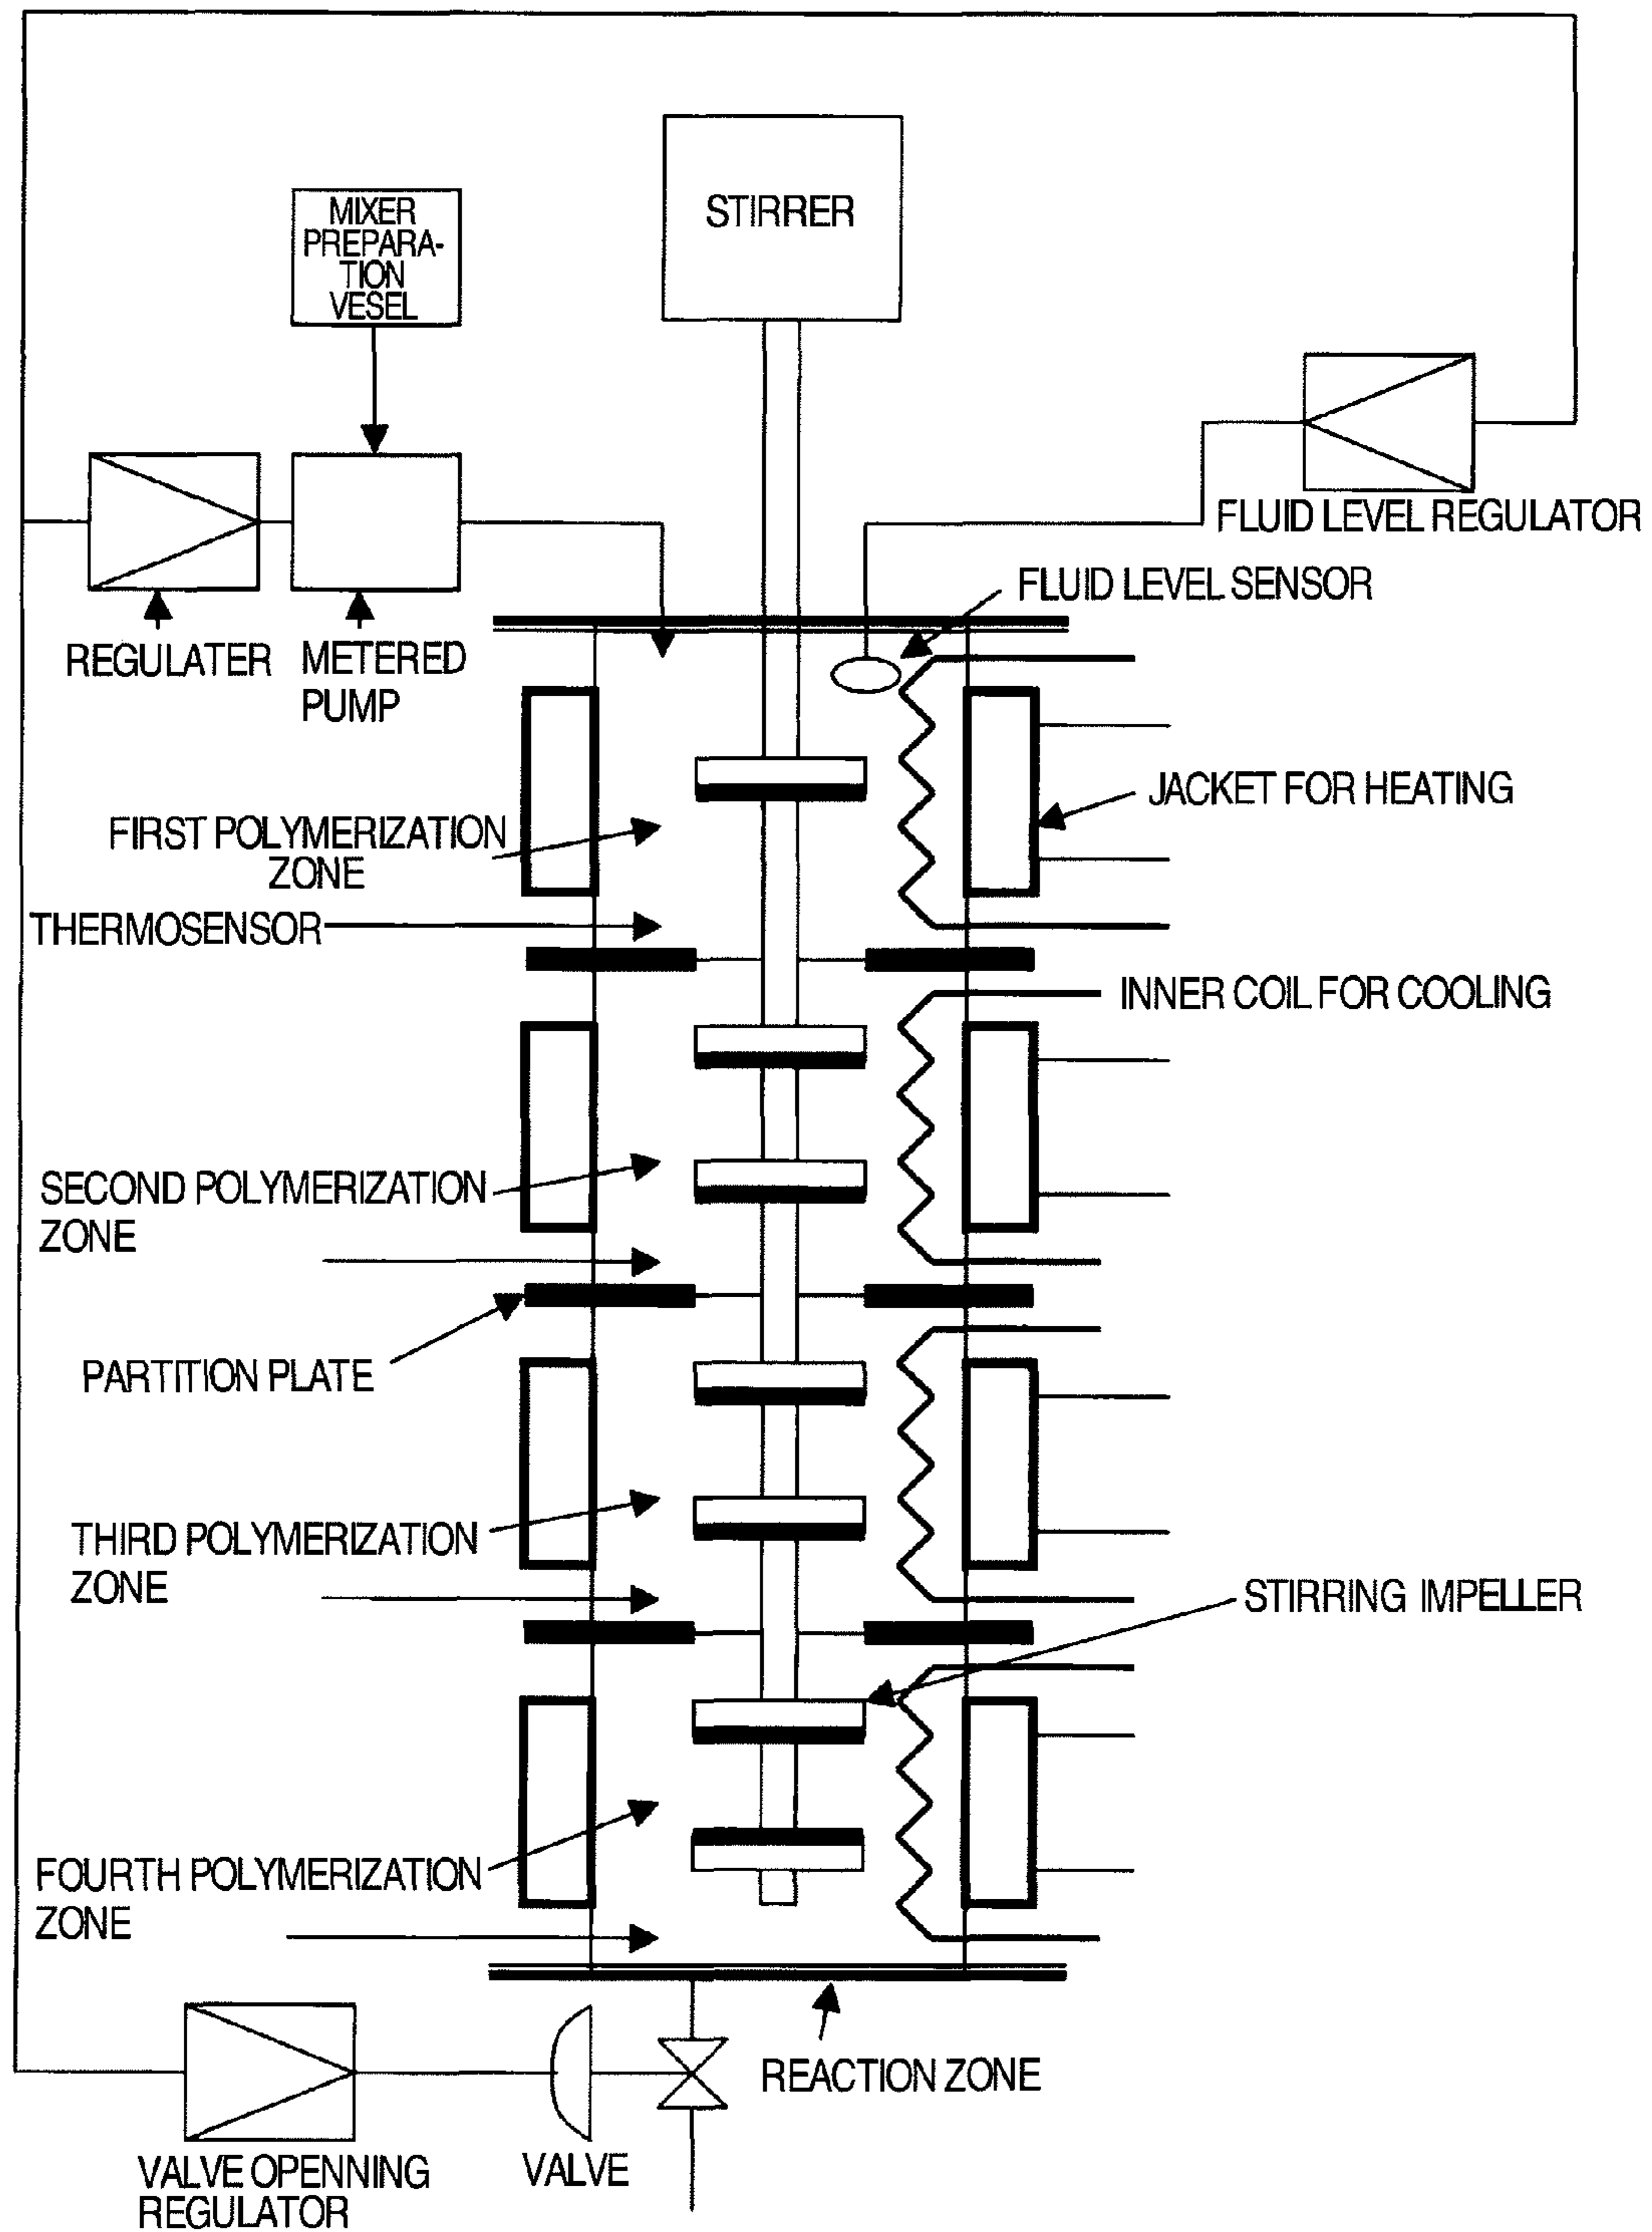 STIRRER
MIXER
PREPARA-
TION
VESEL
FLUID LEVEL REGULATOR
FLUID LEVEL SENSOR
REGULATER
METERED
PUMP
JACKET FOR HEATING
FIRST POLYMERIZATION
ZONE
THERMOSENSOR
INNER COIL FOR COOLING
SECOND POLYMERIZATION
ZONE
PARTITION PLATE
THIRD POLYMERIZATION
ZONE
STIRRING IMPELLER
FOURTH POLYMERIZATION
ZONE
REACTION ZONE
VALVE OPENNING
REGULATOR
VALVE